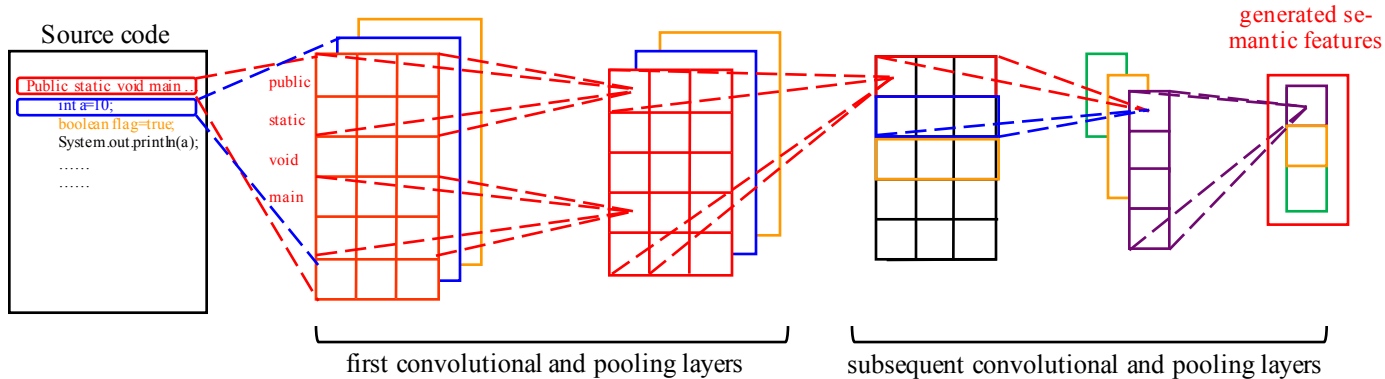 Source code
Public static void main ..
int a=10;
boolean flag=true;
System.out.println(a);
......
......
public
static
void
main
generated se-
mantic features
first convolutional and pooling layers
subsequent convolutional and pooling layers